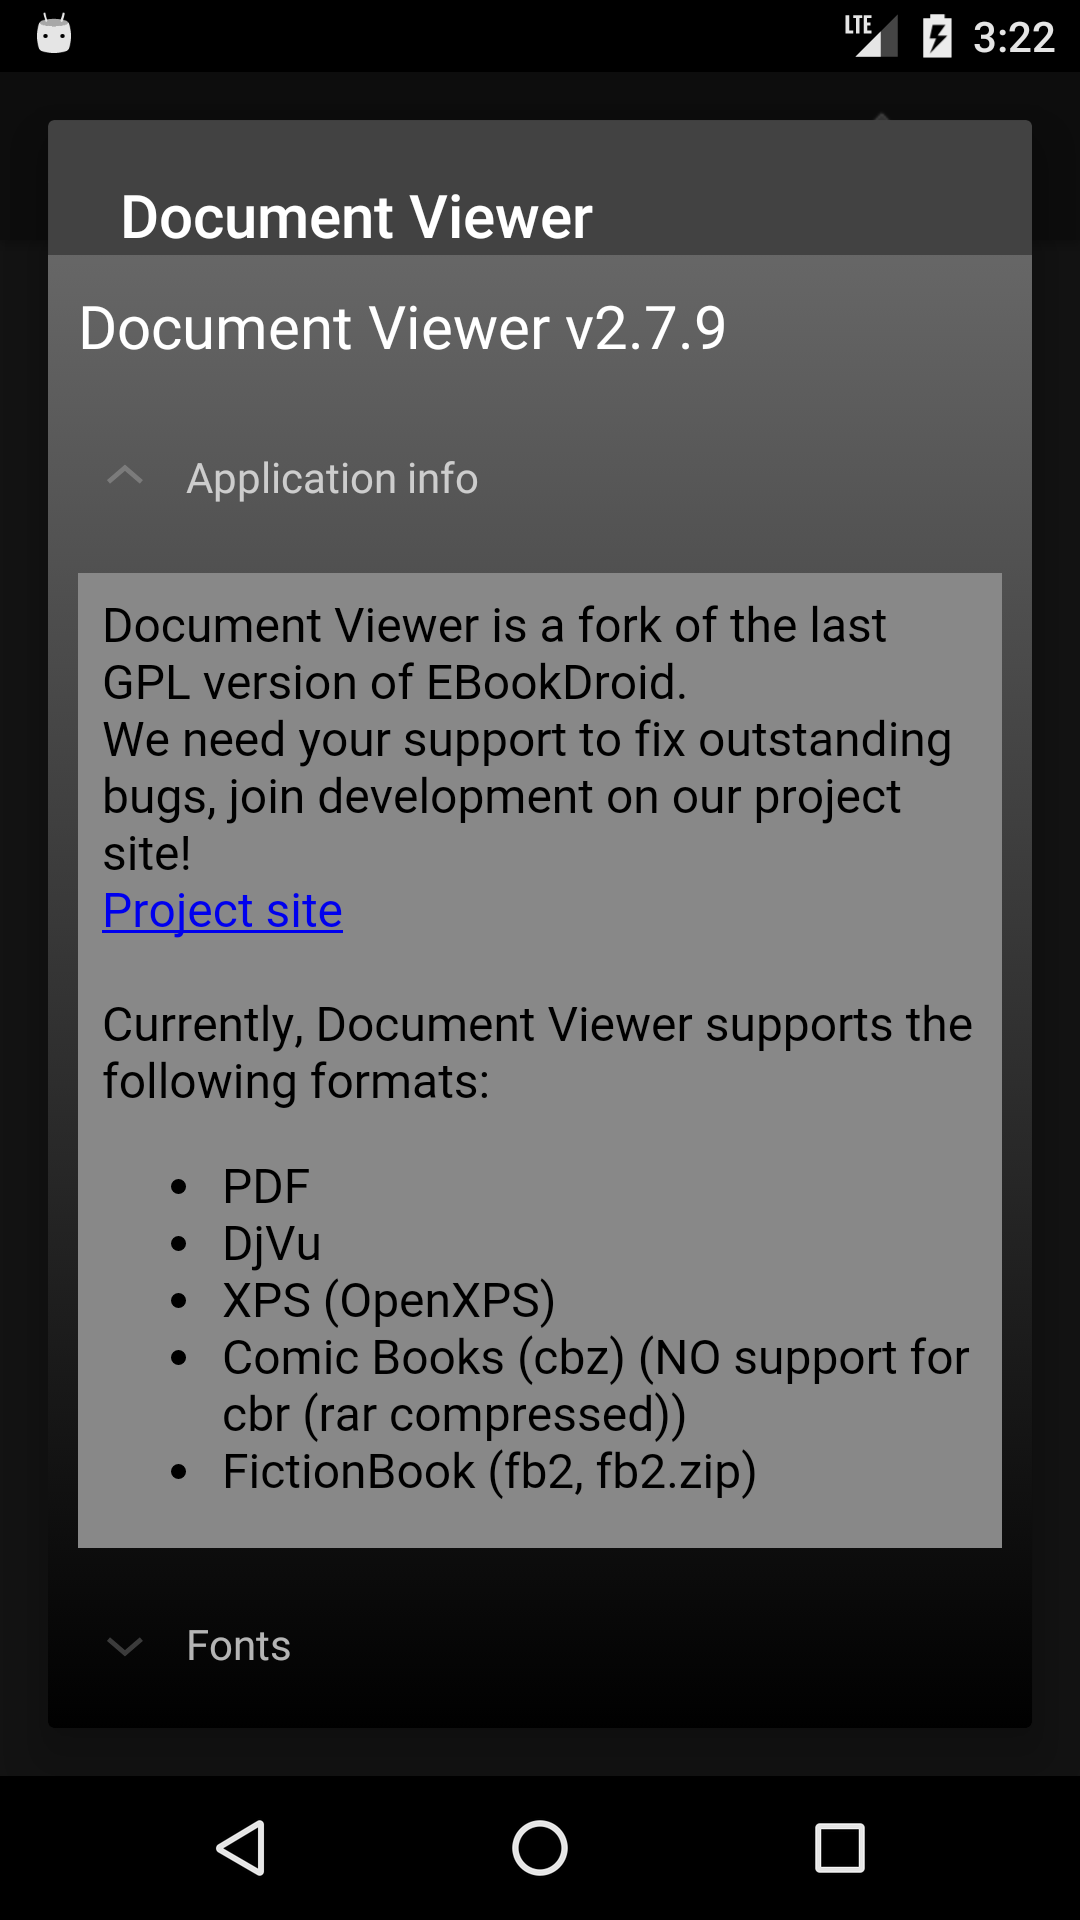 LTE 3:22
Document Viewer
Document Viewer v2.7.9
Application info
Document Viewer is a fork of the last
GPL version of EBookDroid.
We need your support to fix outstanding
bugs, join development on our project
site!
Project site
Currently, Document Viewer supports the
following formats:
• PDF
• DjVu
• XPS (OpenXPS)
• Comic Books (cbz) (NO support for
cbr (rar compressed))
• FictionBook (fb2, fb2.zip)
Fonts